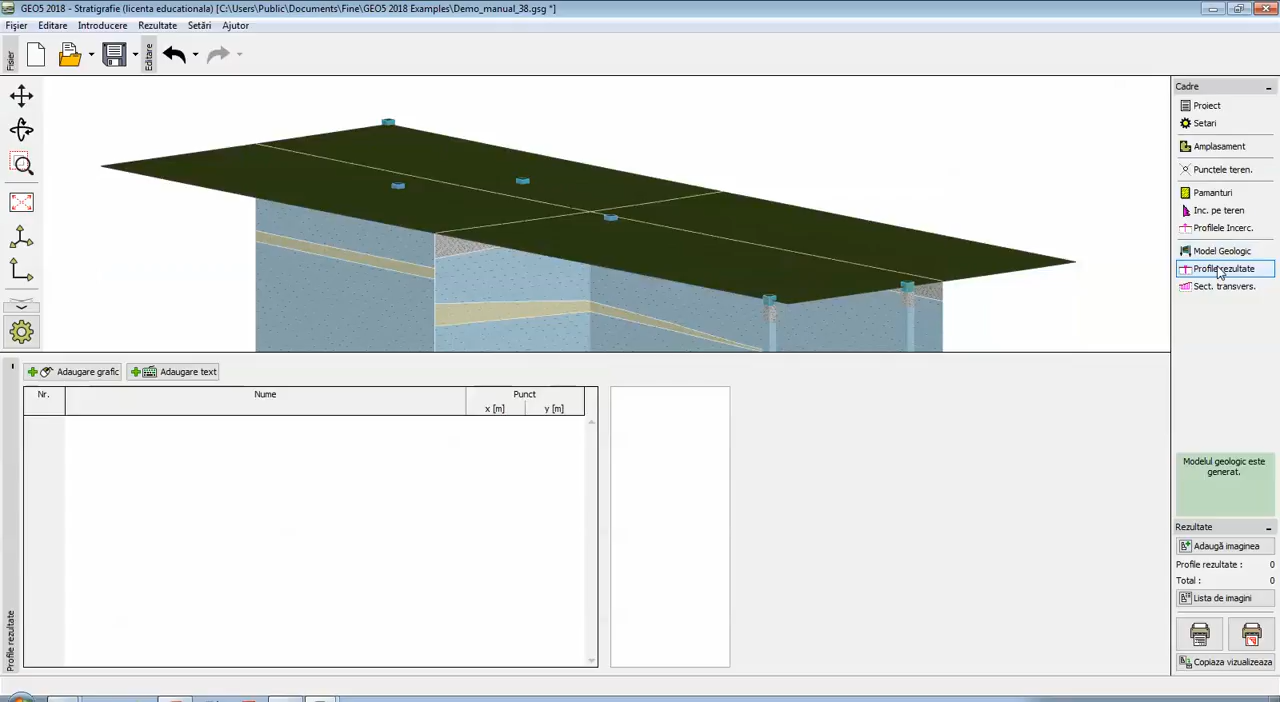 GEO5 2018 - Stratigrafie (licenta educationala) [C:\Users\Public\Documents\Fine\GEO5 2018 Examples\Demo_manual_38.gsg *]
Fişier Editare Introducere Rezultate Setări Ajutor
Fisier
Editare
Cadre
Proiect
Setari
Amplasament
Punctele teren.
Pamanturi
Inc. pe teren
Profilele Incerc.
Model Geologic
Profile rezultate
Sect. transvers.
Adaugare grafic Adaugare text
Nr. Nume Punct
x [m] y [m]
Profile rezultate
Modelul geologic este
generat.
Rezultate
Adaugă imaginea
Profile rezultate : 0
Total : 0
Lista de imagini
Copiaza vizualizeaza